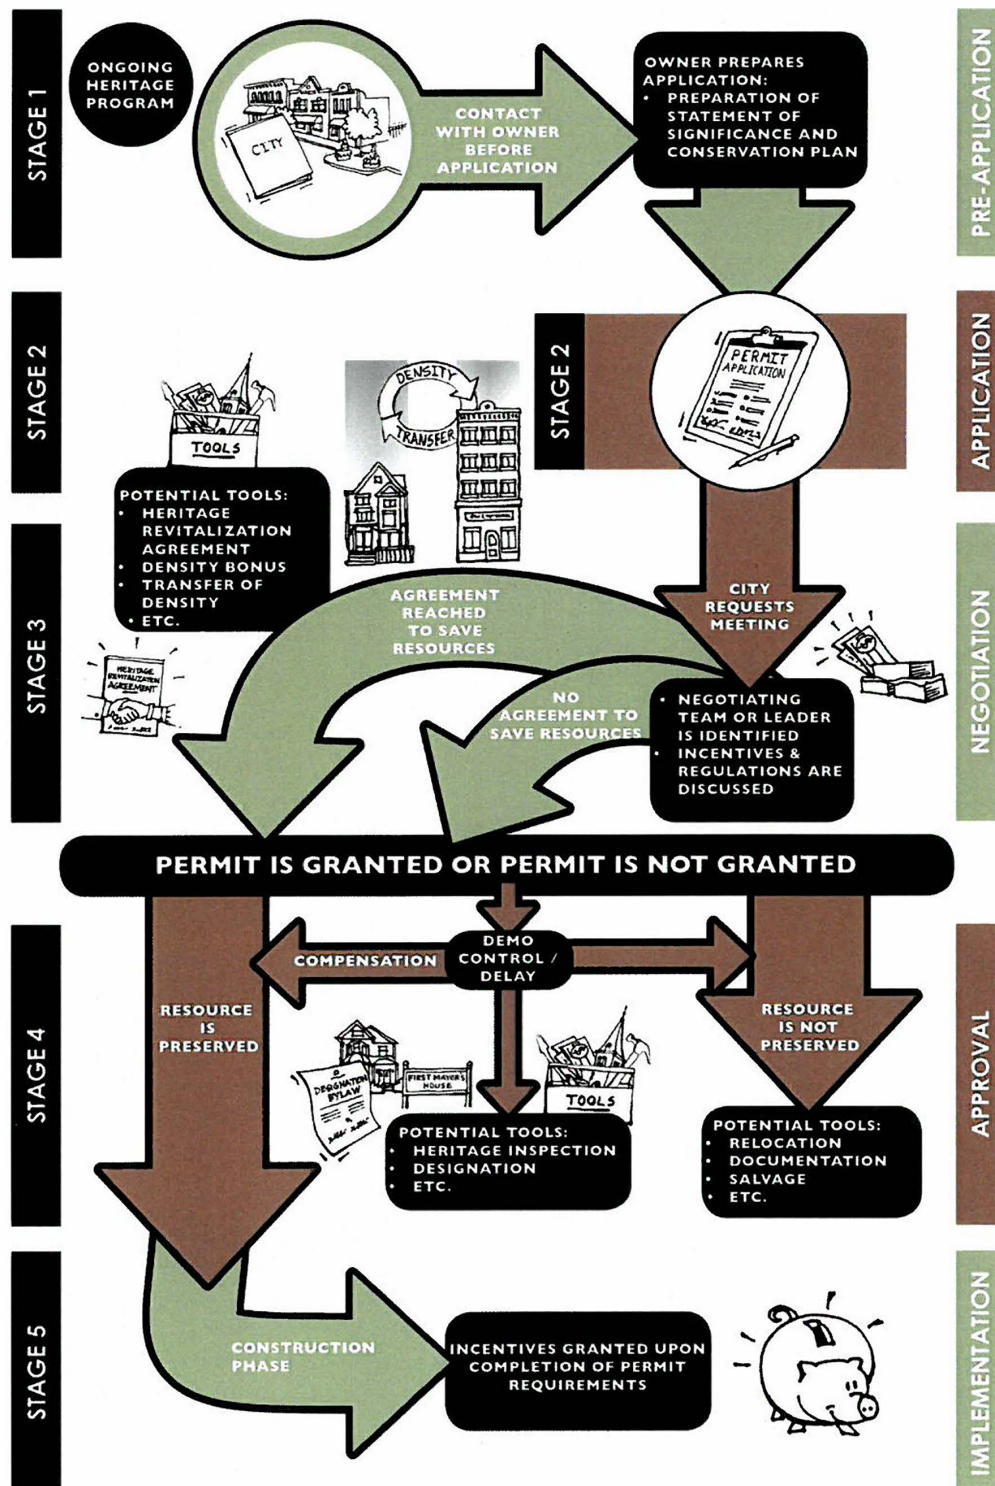 STAGE 1
ONGOING
HERITAGE
PROGRAM
CITY
CONTACT
WITH OWNER
BEFORE
APPLICATION
OWNER PREPARES
APPLICATION:
• PREPARATION OF
STATEMENT OF
SIGNIFICANCE AND
CONSERVATION PLAN
PRE-APPLICATION
STAGE 2
TOOLS
DENSITY
TRANSFER
STAGE 2
PERMIT
APPLICATION
APPLICATION
POTENTIAL TOOLS:
• HERITAGE
REVITALIZATION
AGREEMENT
• DENSITY BONUS
• TRANSFER OF
DENSITY
• ETC.
STAGE 3
HERITAGE
REVITALIZATION
AGREEMENT
AGREEMENT
REACHED
TO SAVE
RESOURCES
NO
AGREEMENT TO
SAVE RESOURCES
CITY
REQUESTS
MEETING
• NEGOTIATING
TEAM OR LEADER
IS IDENTIFIED
• INCENTIVES &
REGULATIONS ARE
DISCUSSED
NEGOTIATION
PERMIT IS GRANTED OR PERMIT IS NOT GRANTED
STAGE 4
RESOURCE
IS
PRESERVED
COMPENSATION
DEMO
CONTROL /
DELAY
RESOURCE
IS NOT
PRESERVED
DESIGNATION
BYLAW
FIRST MAYOR'S
HOUSE
TOOLS
POTENTIAL TOOLS:
• HERITAGE INSPECTION
• DESIGNATION
• ETC.
POTENTIAL TOOLS:
• RELOCATION
• DOCUMENTATION
• SALVAGE
• ETC.
APPROVAL
STAGE 5
CONSTRUCTION
PHASE
INCENTIVES GRANTED UPON
COMPLETION OF PERMIT
REQUIREMENTS
IMPLEMENTATION